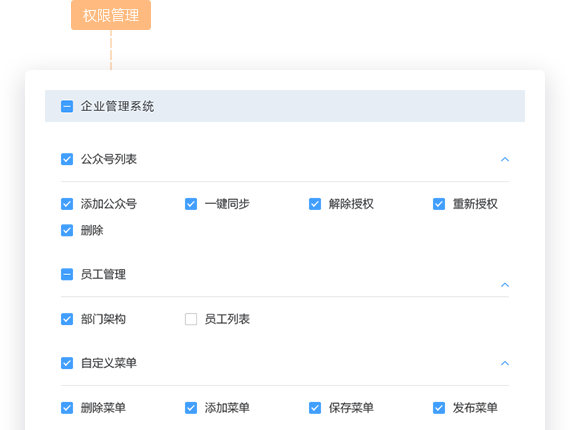 权限管理
企业管理系统
公众号列表
添加公众号 一键同步 解除授权 重新授权
删除
员工管理
部门架构 员工列表
自定义菜单
删除菜单 添加菜单 保存菜单 发布菜单